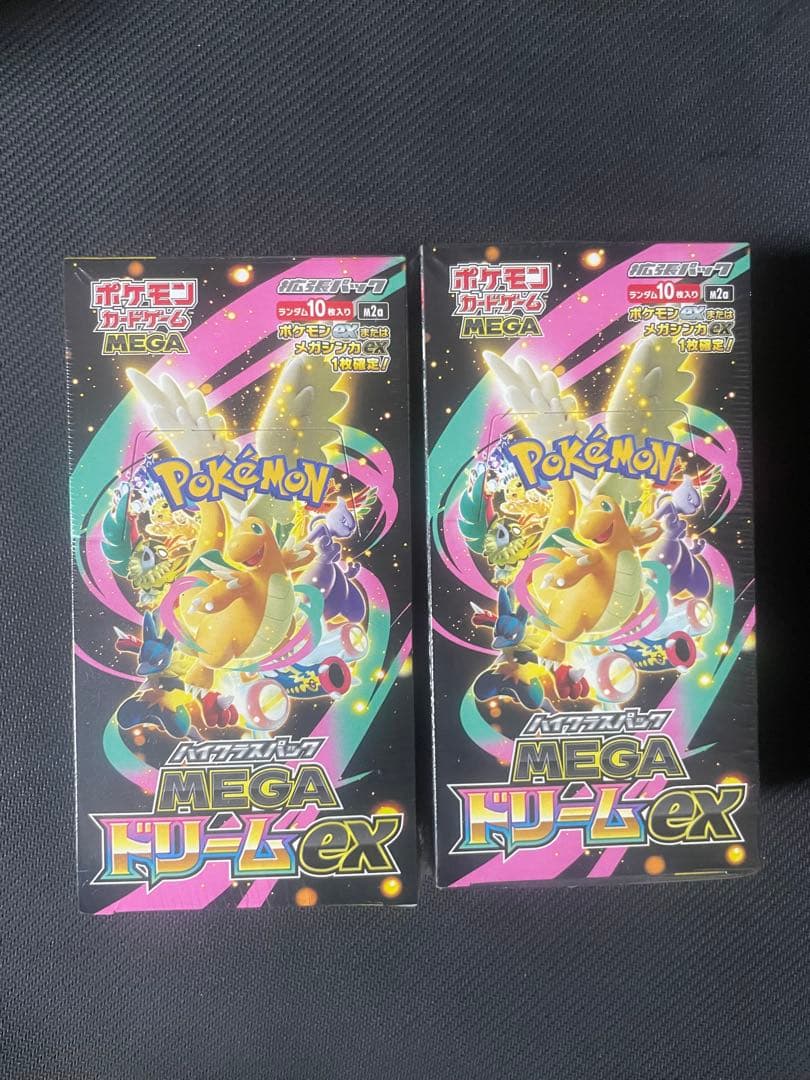 ポケモン
カードゲーム
MEGA
拡張パック
ランダム10枚入り M2a
ポケモンexまたは
メガシンカex
1枚確定!
POKéMON
ハイクラスパック
MEGA
ドリームex
ポケモン
カードゲーム
MEGA
拡張パック
ランダム10枚入り M2a
ポケモンexまたは
メガシンカex
1枚確定!
POKéMON
ハイクラスパック
MEGA
ドリームex